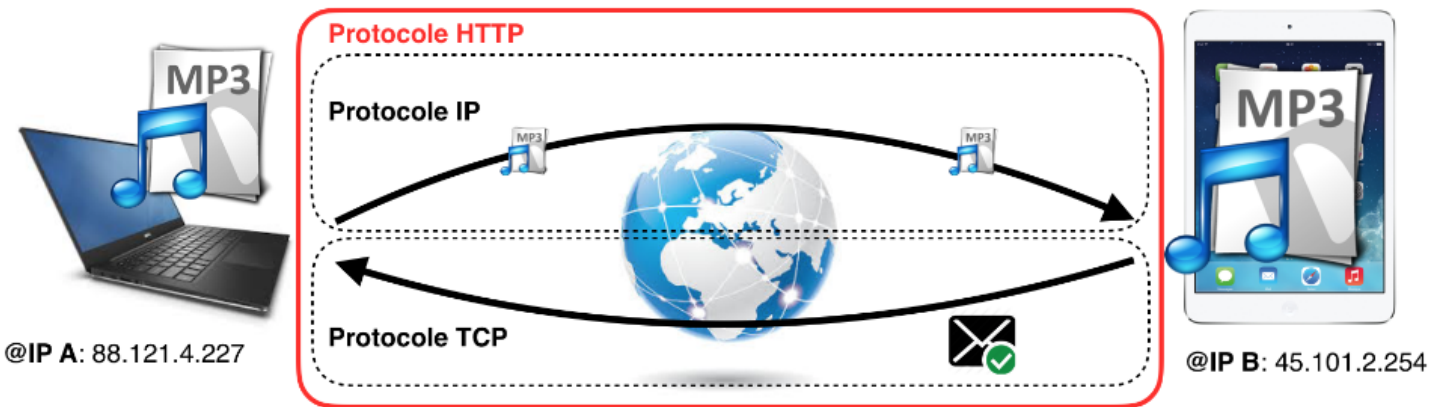 Protocole HTTP
MP3
Protocole IP
MP3
MP3
MP3
Protocole TCP
@IP A: 88.121.4.227
@IP B: 45.101.2.254